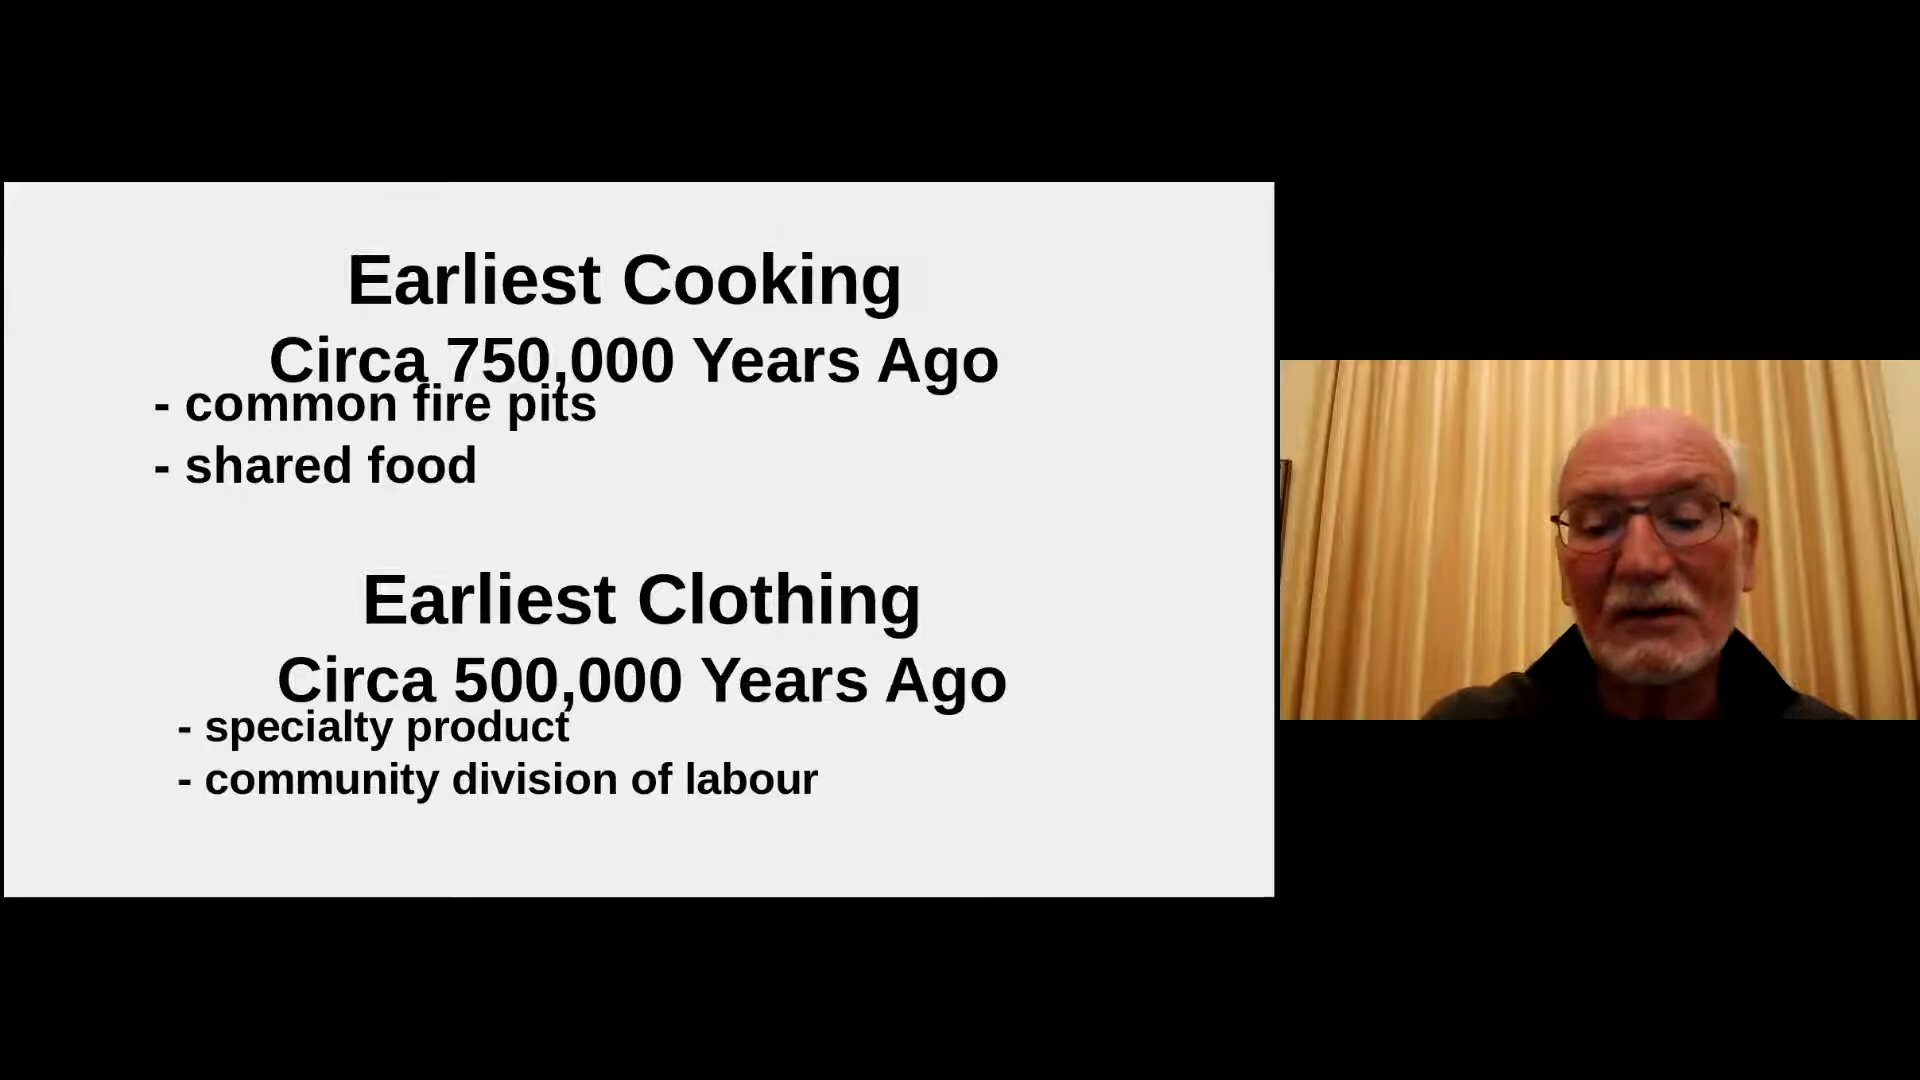 Earliest Cooking
Circa 750,000 Years Ago
- common fire pits
- shared food
Earliest Clothing
Circa 500,000 Years Ago
- specialty product
- community division of labour